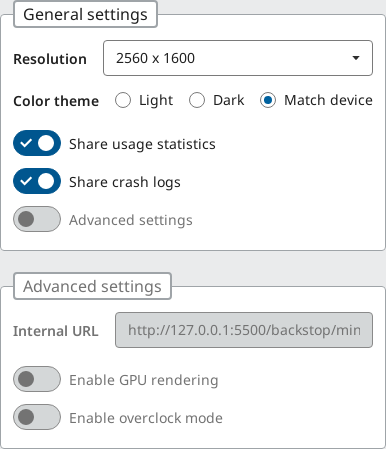 General settings
Resolution 2560 x 1600
Color theme Light Dark Match device
Share usage statistics
Share crash logs
Advanced settings
Advanced settings
Internal URL http://127.0.0.1:5500/backstop/min
Enable GPU rendering
Enable overclock mode